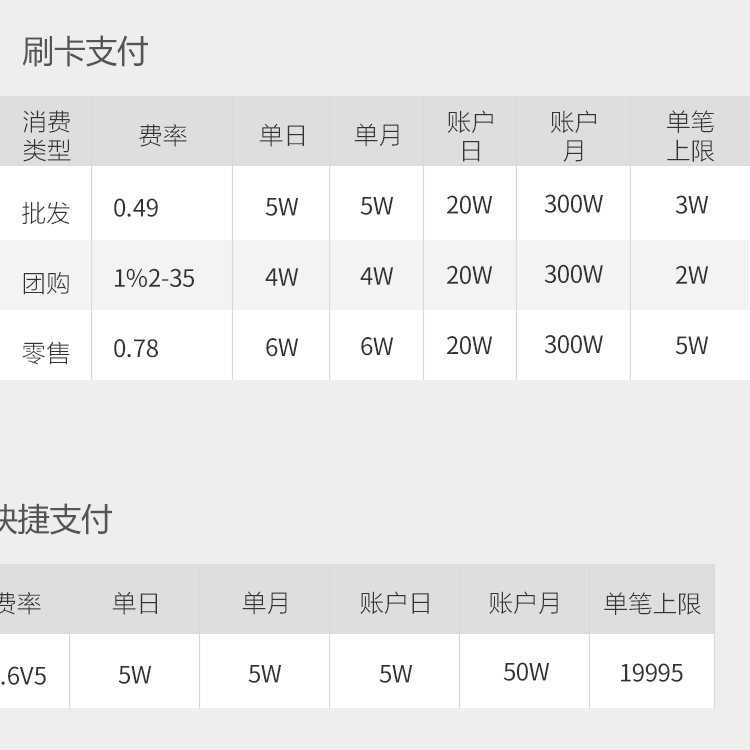 刷卡支付
消费类型 费率 单日 单月 账户日 账户月 单笔上限
批发 0.49 5W 5W 20W 300W 3W
团购 1%2-35 4W 4W 20W 300W 2W
零售 0.78 6W 6W 20W 300W 5W
快捷支付
费率 单日 单月 账户日 账户月 单笔上限
.6V5 5W 5W 5W 50W 19995